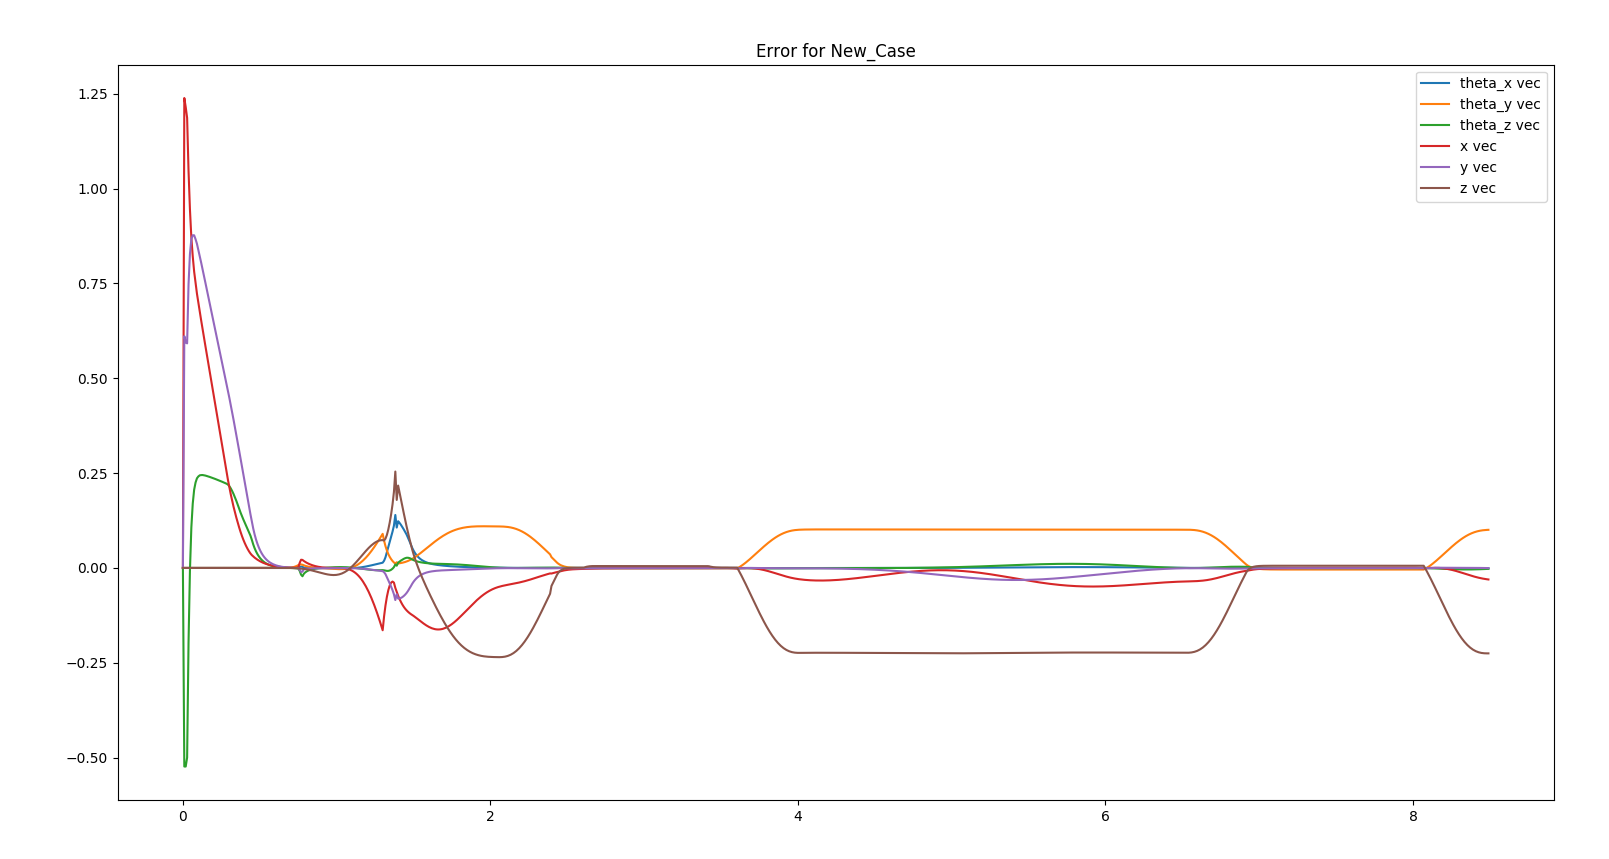 Error for New_Case
theta_x vec
theta_y vec
theta_z vec
x vec
y vec
z vec
1.25
1.00
0.75
0.50
0.25
0.00
−0.25
−0.50
0 2 4 6 8